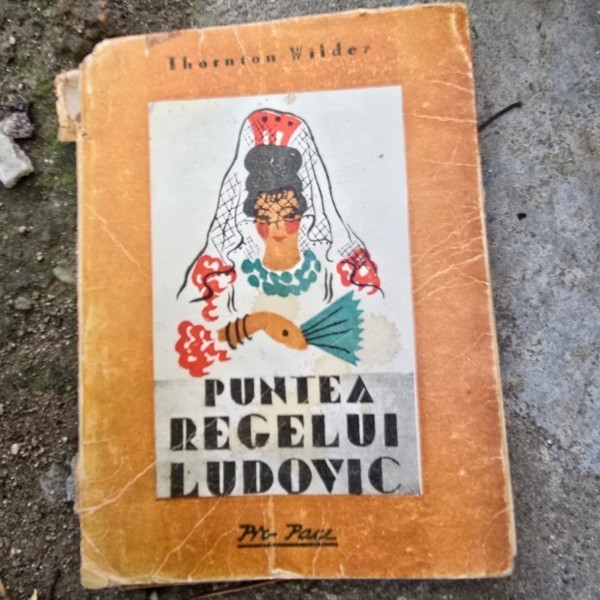 Thornton Wilder
PUNTEA
REGELUI
LUDOVIC
Pro-Pace